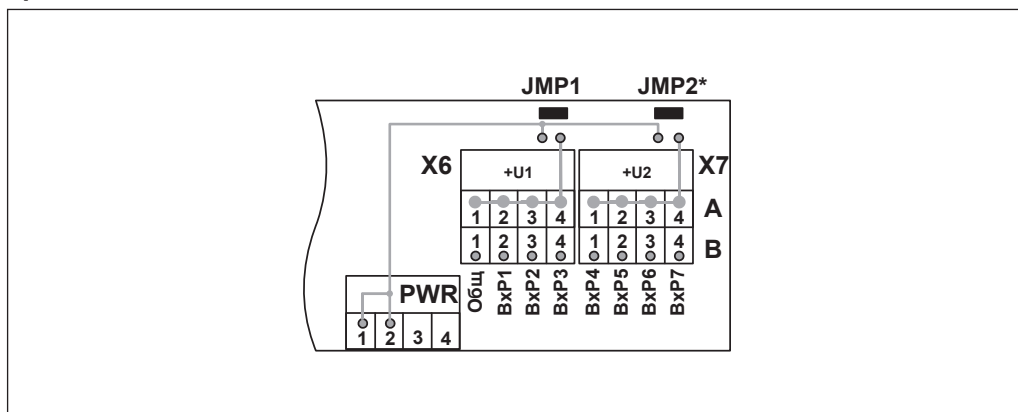 JMP1 JMP2*
X6 +U1 +U2 X7
1 2 3 4 1 2 3 4 A
1 2 3 4 1 2 3 4 B
Общ ВхР1 ВхР2 ВхР3 ВхР4 ВхР5 ВхР6 ВхР7
PWR
1 2 3 4